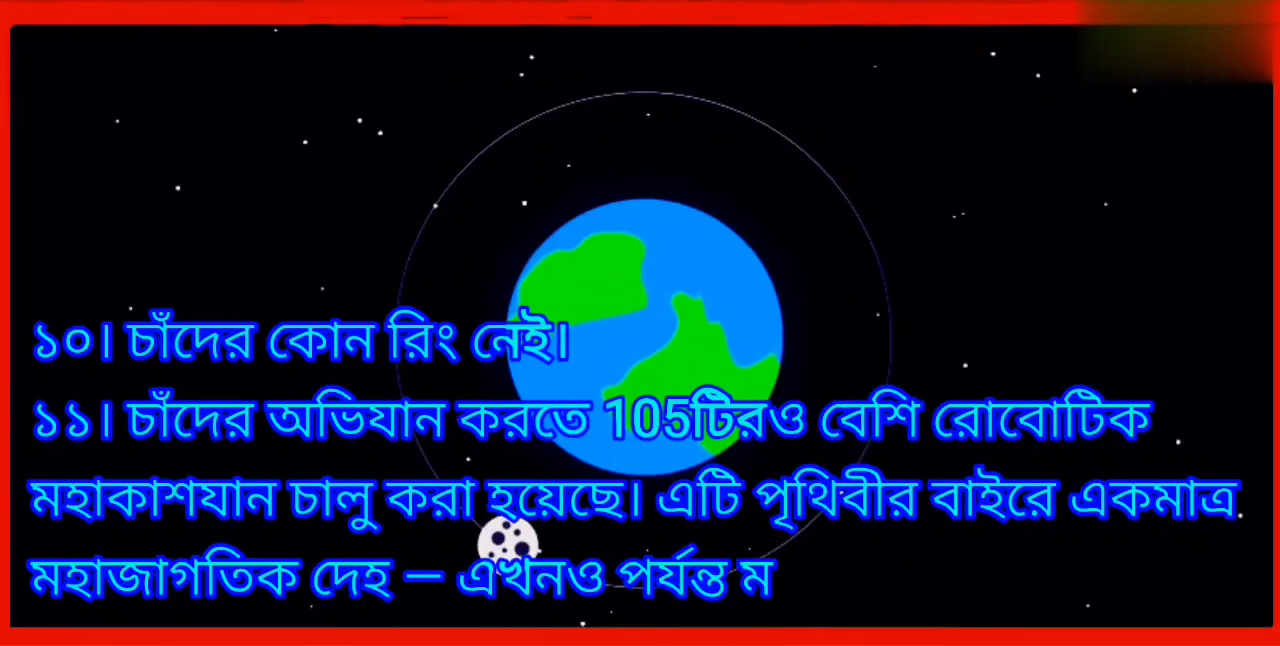 ১০। চাঁদের কোন রিং নেই।
১১। চাঁদের অভিযান করতে 105টিরও বেশি রোবোটিক
মহাকাশযান চালু করা হয়েছে। এটি পৃথিবীর বাইরে একমাত্র
মহাজাগতিক দেহ – এখনও পর্যন্ত ম